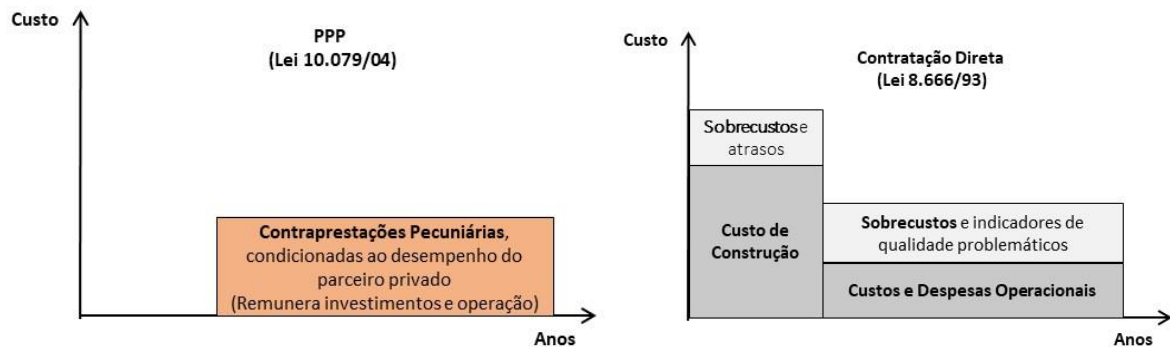 Custo
PPP
(Lei 10.079/04)
Contraprestações Pecuniárias,
condicionadas ao desempenho do
parceiro privado
(Remunera investimentos e operação)
Anos
Custo
Contratação Direta
(Lei 8.666/93)
Sobrecustos e
atrasos
Custo de
Construção
Sobrecustos e indicadores de
qualidade problemáticos
Custos e Despesas Operacionais
Anos